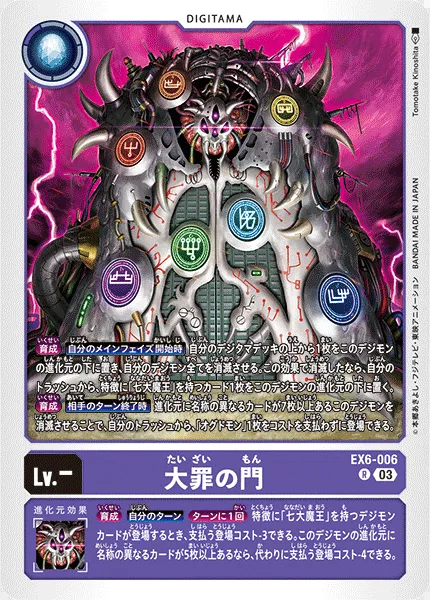 DIGITAMA
Tomotake Kinoshita
©本郷あきよし・フジテレビ・東映アニメーション BANDAI MADE IN JAPAN
育成 自分のメインフェイズ開始時 自分のデジタマデッキの上から1枚をこのデジモン
の進化元の下に置き、自分のデジモン全てを消滅する。この効果で消滅したなら、自分の
トラッシュから、特徴に「七大魔王」を持つカード1枚をこのデジモンの進化元の下に置く。
育成 相手のターン終了時 進化元に名称の異なるカードが7枚以上あるこのデジモンを
消滅させることで、自分のトラッシュから、「オグドモン」1枚をコストを支払わずに登場できる。
Lv.-
たいざい もん
大罪の門
EX6-006
R 03
進化元効果
育成 自分のターン ターンに1回 特徴に「七大魔王」を持つデジモン
カードが登場するとき、支払う登場コスト-3できる。このデジモンの進化元に
名称の異なるカードが5枚以上あるなら、代わりに支払う登場コスト-4できる。